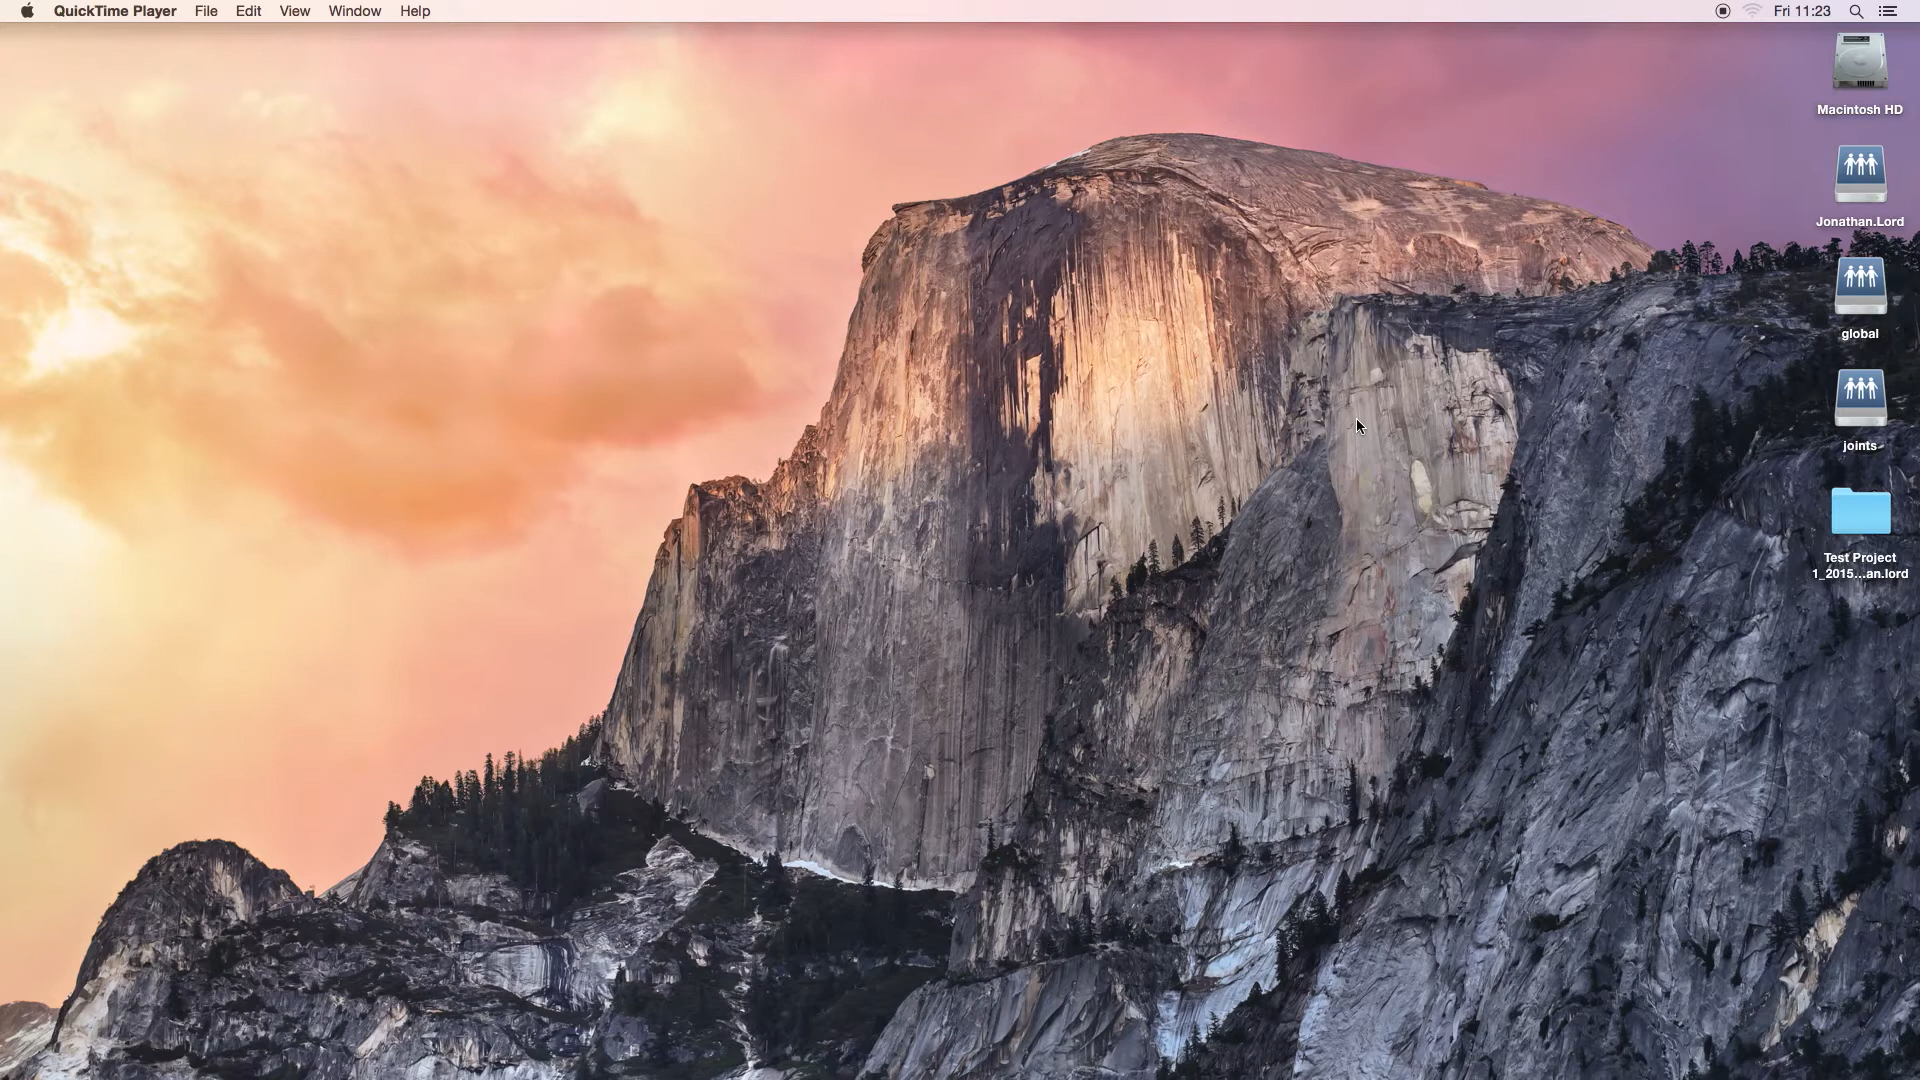 QuickTime Player File Edit View Window Help Fri 11:23
Macintosh HD
Jonathan.Lord
global
joints
Test Project
1_2015...an.lord